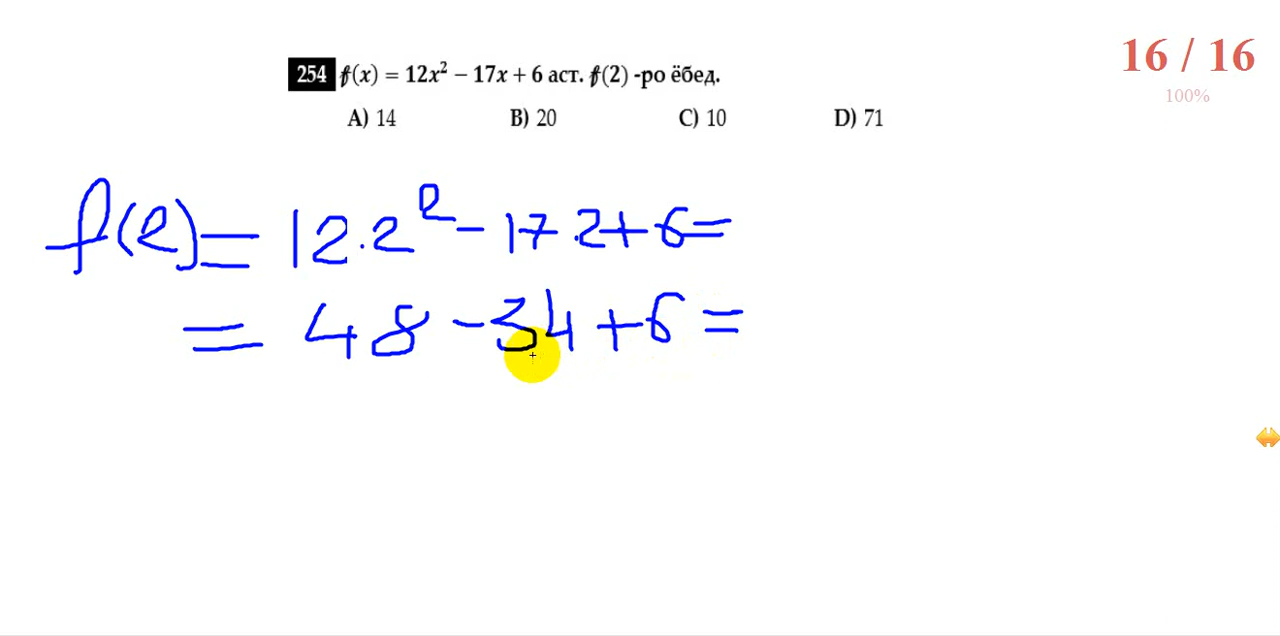 16 / 16
100%
254 f(x) = 12x² − 17x + 6 аст. f(2) -ро ёбед.
A) 14 B) 20 C) 10 D) 71
f(2) = 12·2² - 17·2 + 6 =
= 48 - 34 + 6 =